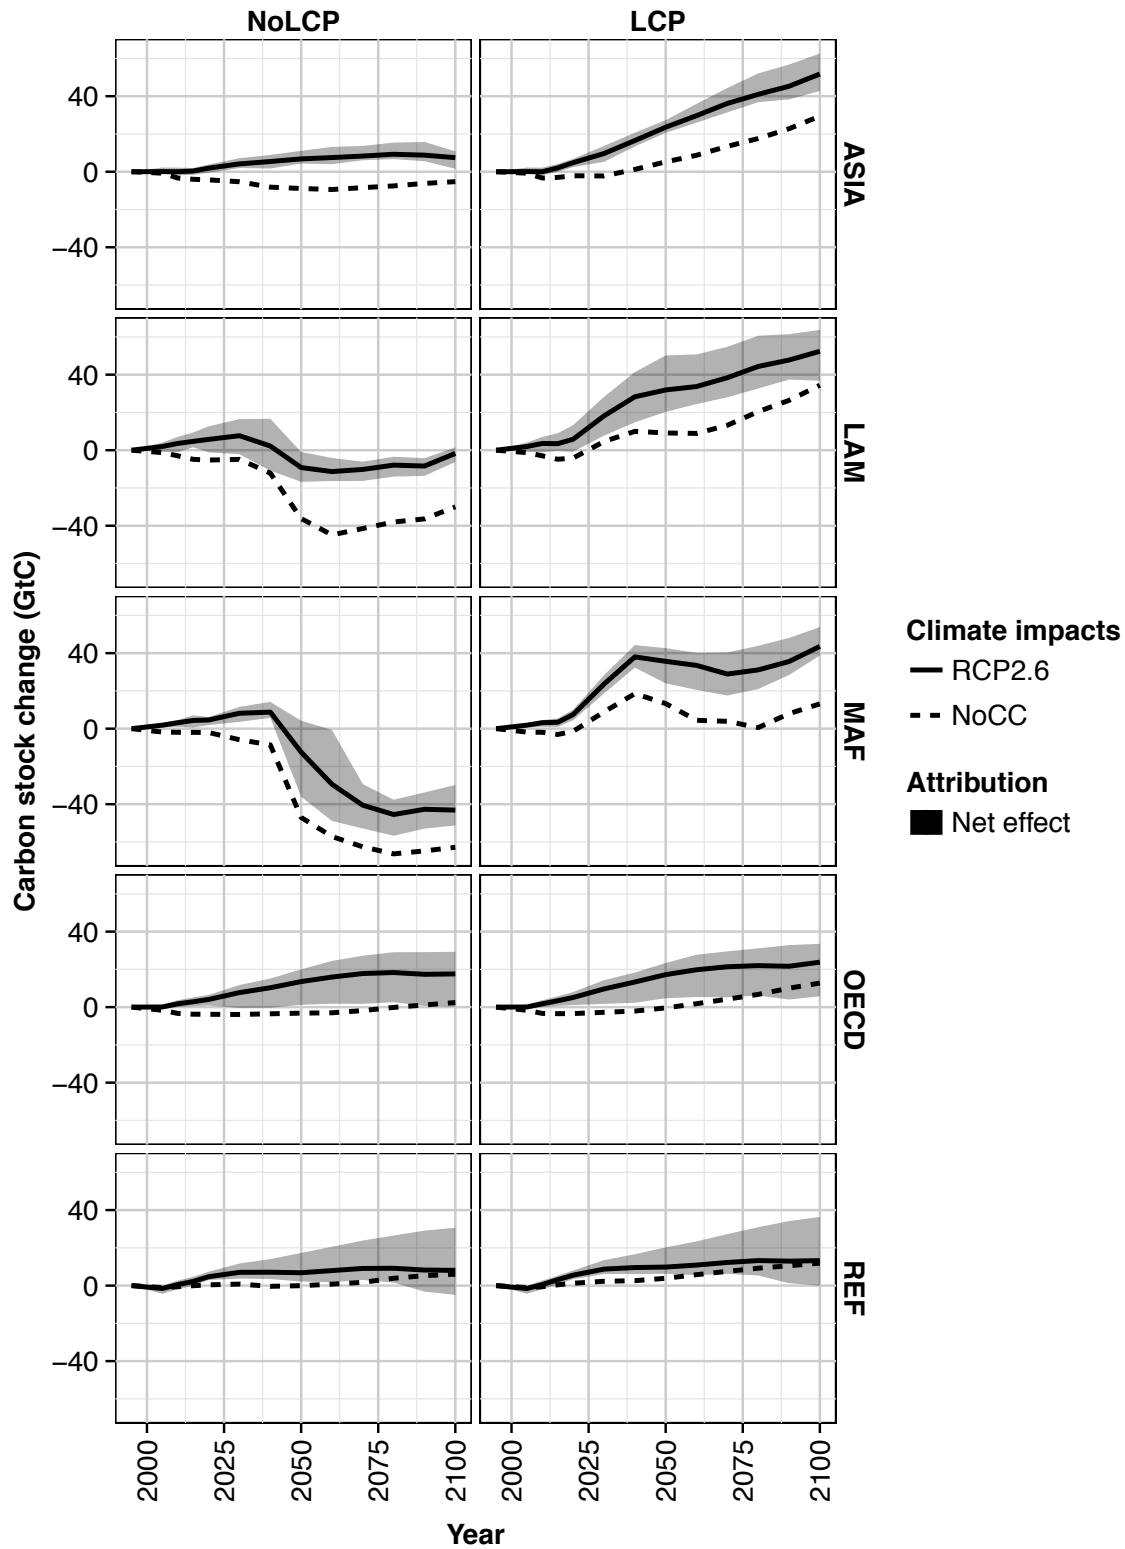 NoLCP LCP
40
0
−40
ASIA
40
0
−40
LAM
40
0
−40
MAF
40
0
−40
OECD
40
0
−40
REF
Carbon stock change (GtC)
2000 2025 2050 2075 2100 2000 2025 2050 2075 2100
Year
Climate impacts
RCP2.6
NoCC
Attribution
Net effect